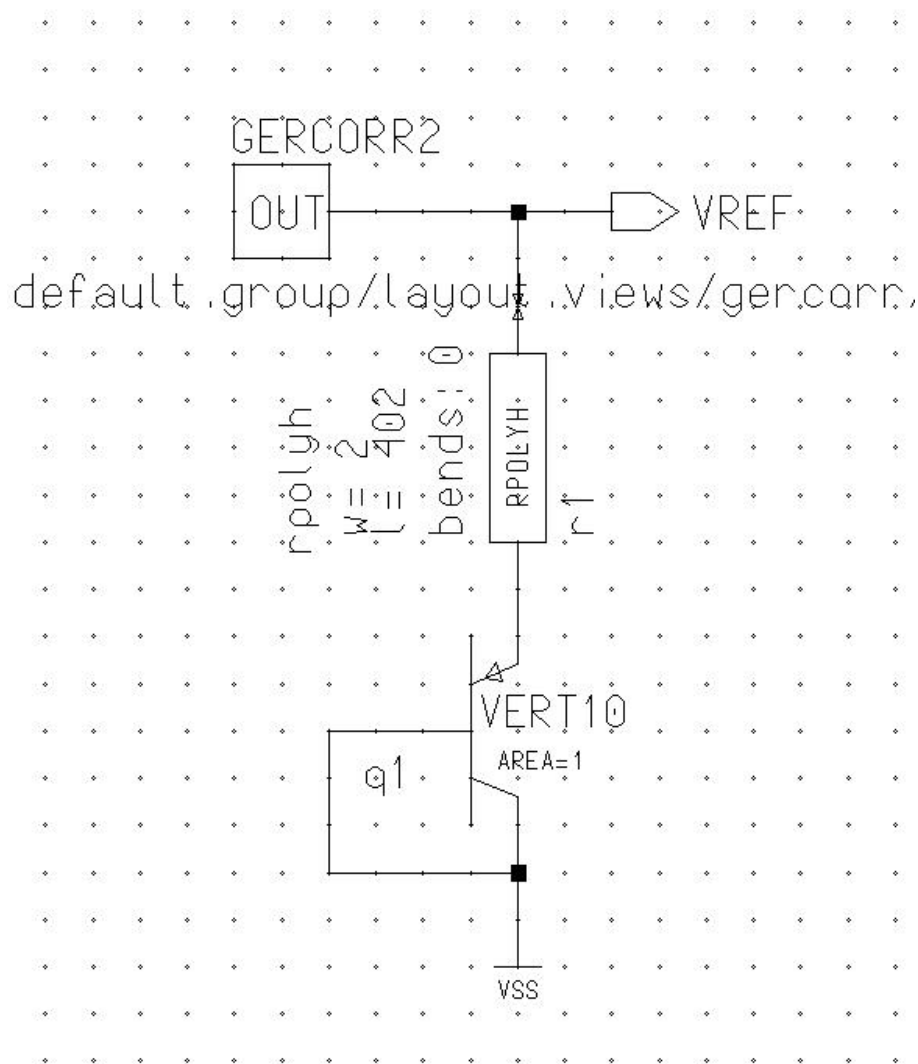 GERCORR2
OUT
VREF
default.group/layout.views/gercorr/
rpolyh
w= 2
l= 402
bends: 0
RPOLYH
r1
VERT10
AREA=1
q1
VSS